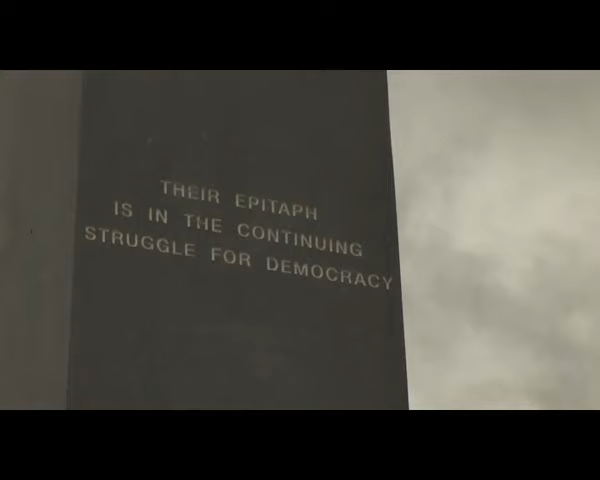 THEIR EPITAPH
IS IN THE CONTINUING
STRUGGLE FOR DEMOCRACY